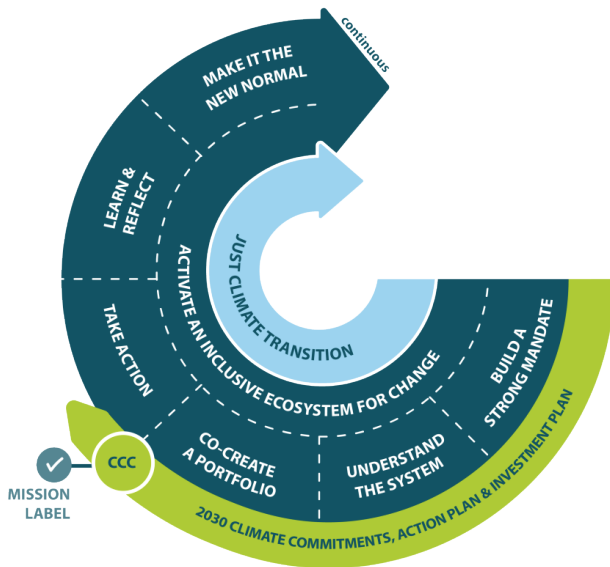 continuous
MAKE IT THE
NEW NORMAL
LEARN &
REFLECT
TAKE ACTION
CO-CREATE
A PORTFOLIO
UNDERSTAND
THE SYSTEM
BUILD A
STRONG MANDATE
ACTIVATE AN INCLUSIVE ECOSYSTEM FOR CHANGE
JUST CLIMATE TRANSITION
CCC
MISSION
LABEL
2030 CLIMATE COMMITMENTS, ACTION PLAN & INVESTMENT PLAN